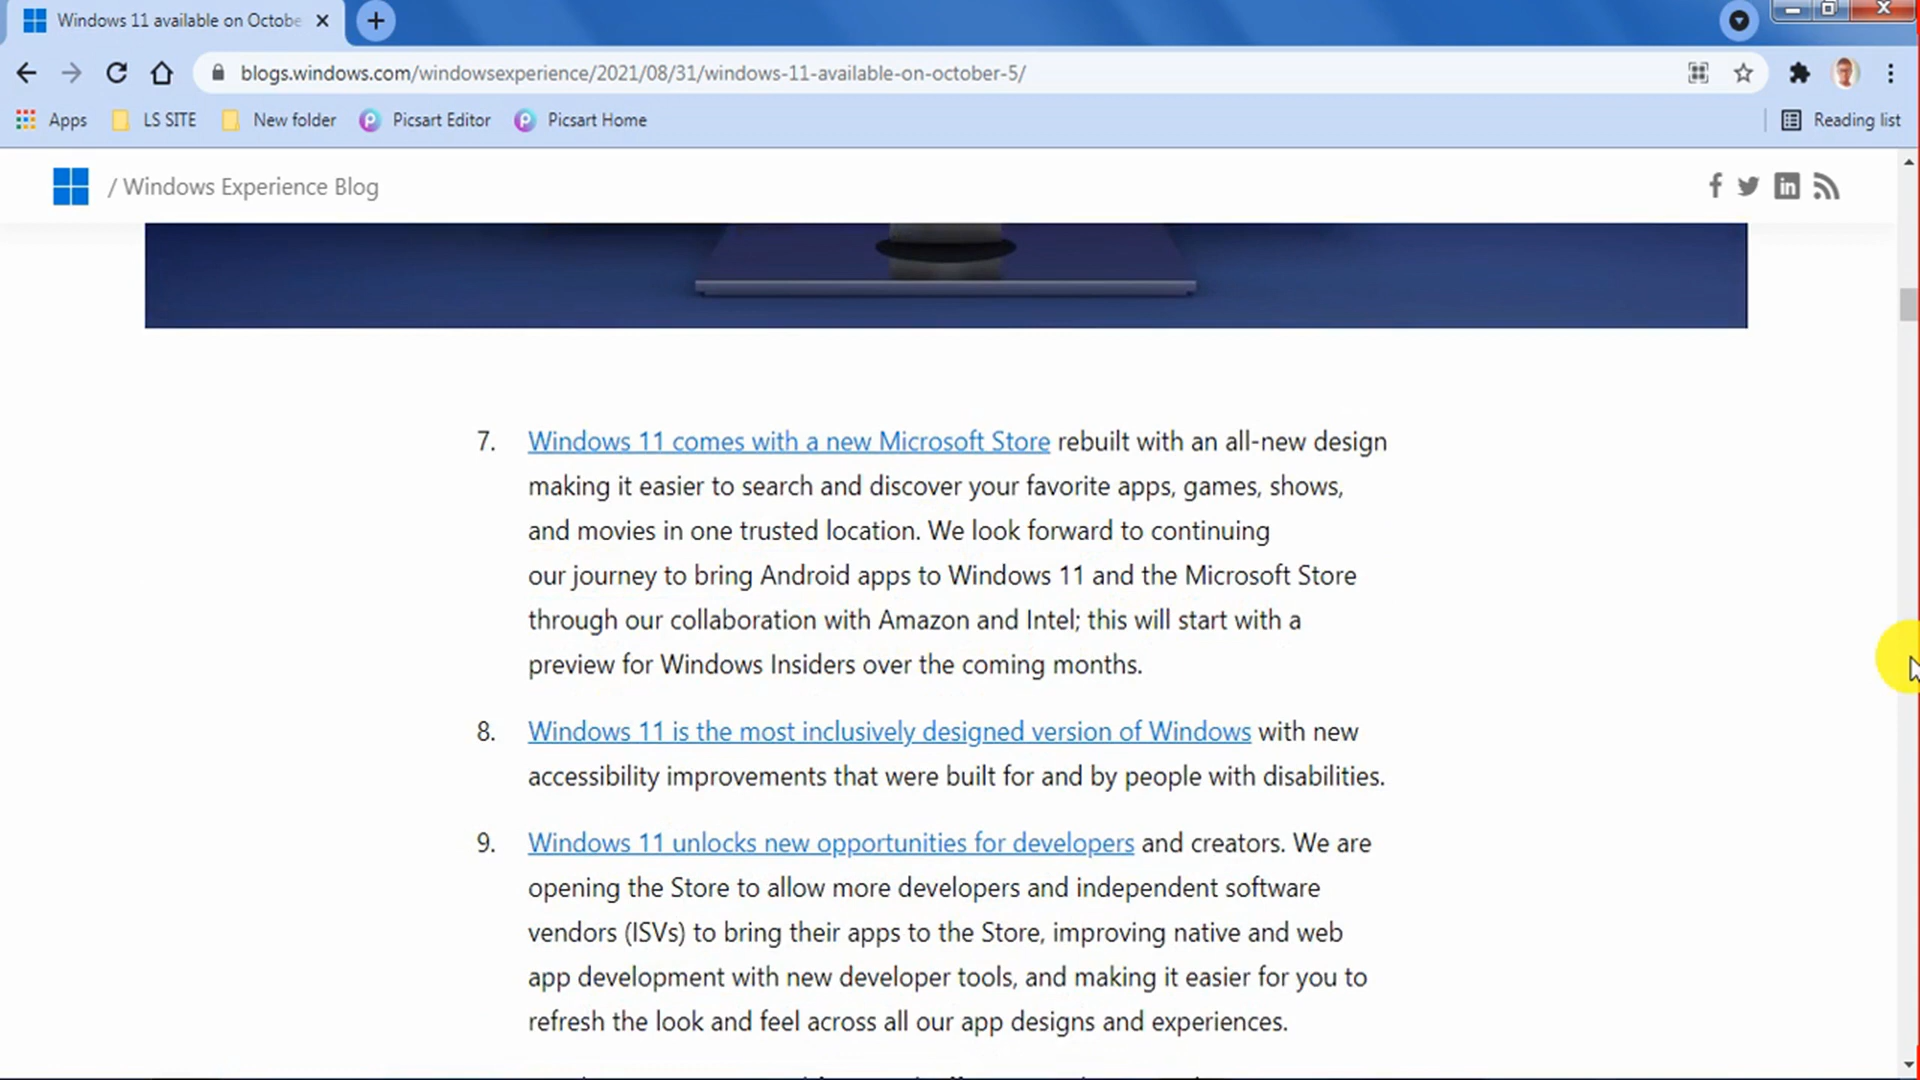 Windows 11 available on Octobe
blogs.windows.com/windowsexperience/2021/08/31/windows-11-available-on-october-5/
Apps LS SITE New folder Picsart Editor Picsart Home Reading list
/ Windows Experience Blog
7. Windows 11 comes with a new Microsoft Store rebuilt with an all-new design
making it easier to search and discover your favorite apps, games, shows,
and movies in one trusted location. We look forward to continuing
our journey to bring Android apps to Windows 11 and the Microsoft Store
through our collaboration with Amazon and Intel; this will start with a
preview for Windows Insiders over the coming months.
8. Windows 11 is the most inclusively designed version of Windows with new
accessibility improvements that were built for and by people with disabilities.
9. Windows 11 unlocks new opportunities for developers and creators. We are
opening the Store to allow more developers and independent software
vendors (ISVs) to bring their apps to the Store, improving native and web
app development with new developer tools, and making it easier for you to
refresh the look and feel across all our app designs and experiences.